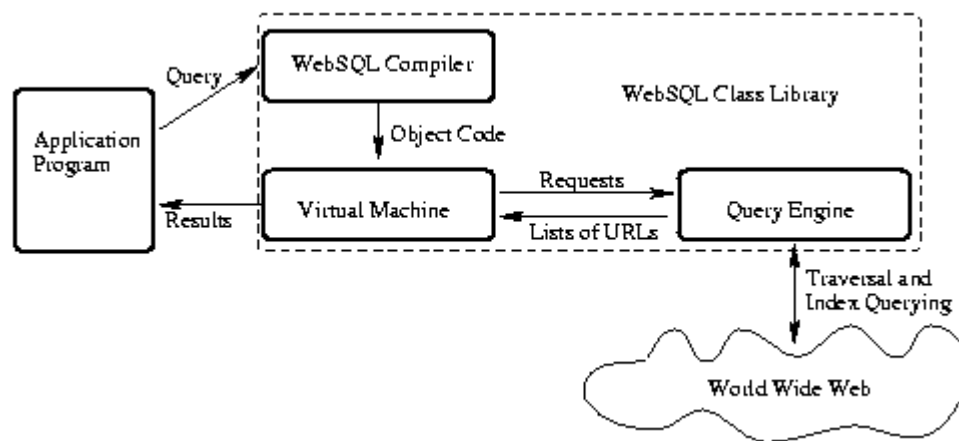 WebSQL Compiler
Query
WebSQL Class Library
Application
Program
Object Code
Requests
Virtual Machine
Query Engine
Results
Lists of URLs
Traversal and
Index Querying
World Wide Web